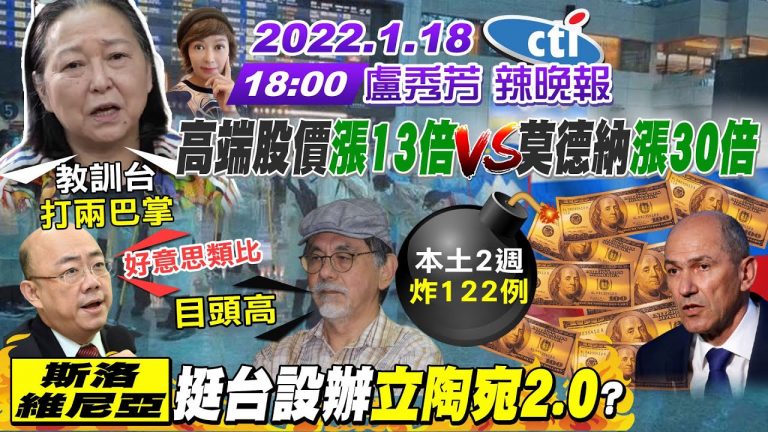 2022.1.18
cti
18:00 盧秀芳 辣晚報
高端股價漲13倍VS莫德納漲30倍
教訓台
打兩巴掌
好意思類比
目頭高
本土2週
炸122例
斯洛
維尼亞
挺台設辦立陶宛2.0?